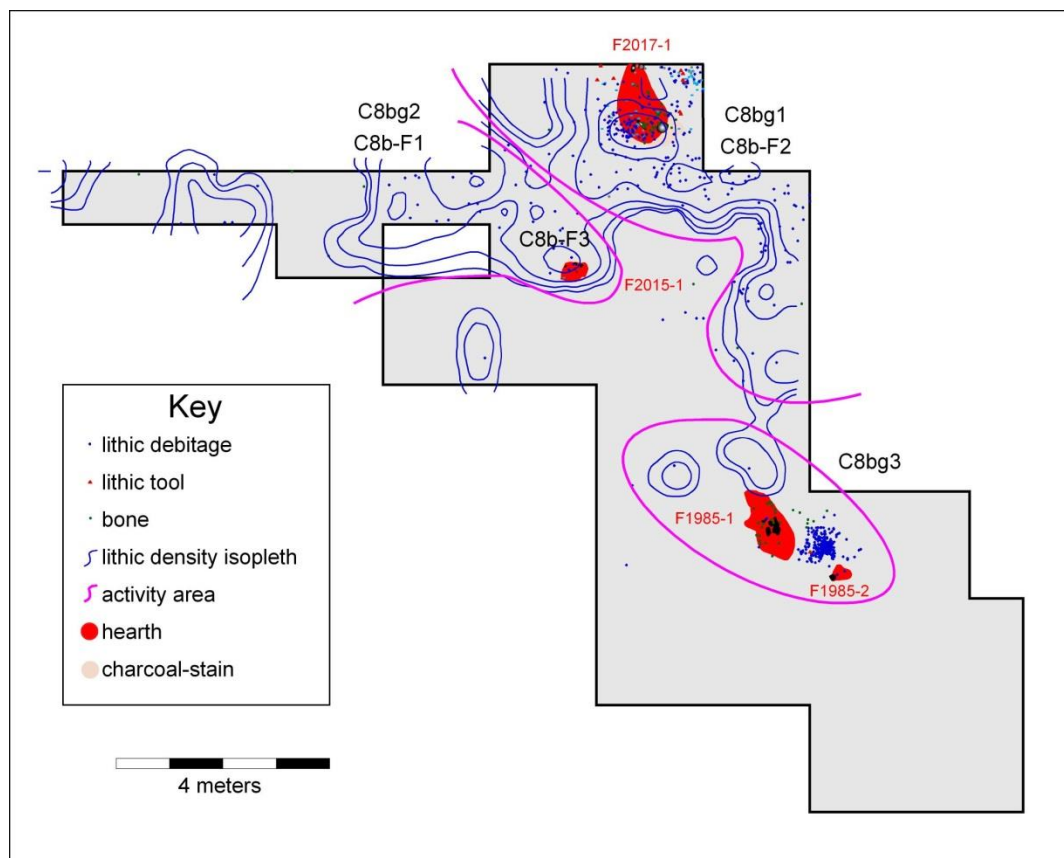 F2017-1
C8bg2
C8b-F1
C8bg1
C8b-F2
C8b-F3
F2015-1
C8bg3
F1985-1
F1985-2
Key
lithic debitage
lithic tool
bone
lithic density isopleth
activity area
hearth
charcoal-stain
4 meters